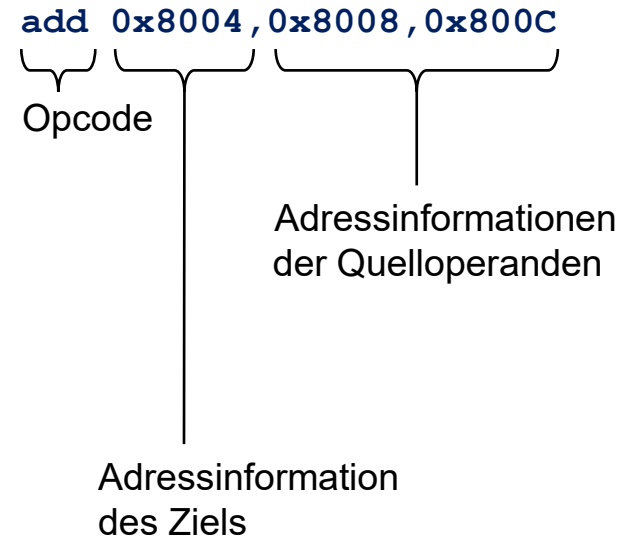 add 0x8004,0x8008,0x800C
Opcode
Adressinformationen
der Quelloperanden
Adressinformation
des Ziels